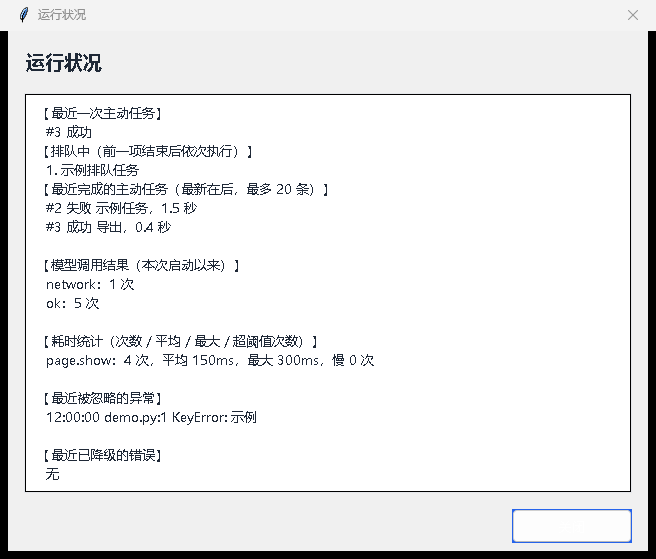 运行状况
运行状况
【最近一次主动任务】
#3 成功
【排队中（前一项结束后依次执行）】
1. 示例排队任务
【最近完成的主动任务（最新在后，最多 20 条）】
#2 失败 示例任务，1.5 秒
#3 成功 导出，0.4 秒
【模型调用结果（本次启动以来）】
network：1 次
ok：5 次
【耗时统计（次数 / 平均 / 最大 / 超阈值次数）】
page.show：4 次，平均 150ms，最大 300ms，慢 0 次
【最近被忽略的异常】
12:00:00 demo.py:1 KeyError: 示例
【最近已降级的错误】
无